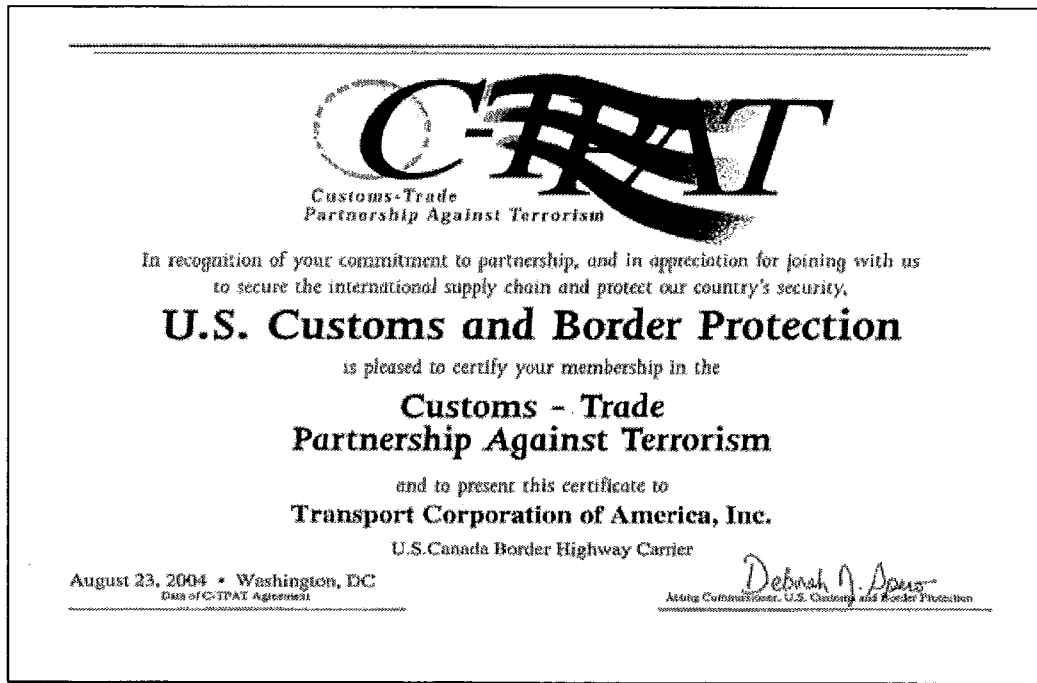 C-TPAT
Customs-Trade
Partnership Against Terrorism
In recognition of your commitment to partnership, and in appreciation for joining with us
to secure the international supply chain and protect our country's security,
U.S. Customs and Border Protection
is pleased to certify your membership in the
Customs - Trade
Partnership Against Terrorism
and to present this certificate to
Transport Corporation of America, Inc.
U.S.Canada Border Highway Carrier
August 23, 2004 • Washington, DC
Date of C-TPAT Agreement
Deborah J. Spero
Acting Commissioner, U.S. Customs and Border Protection